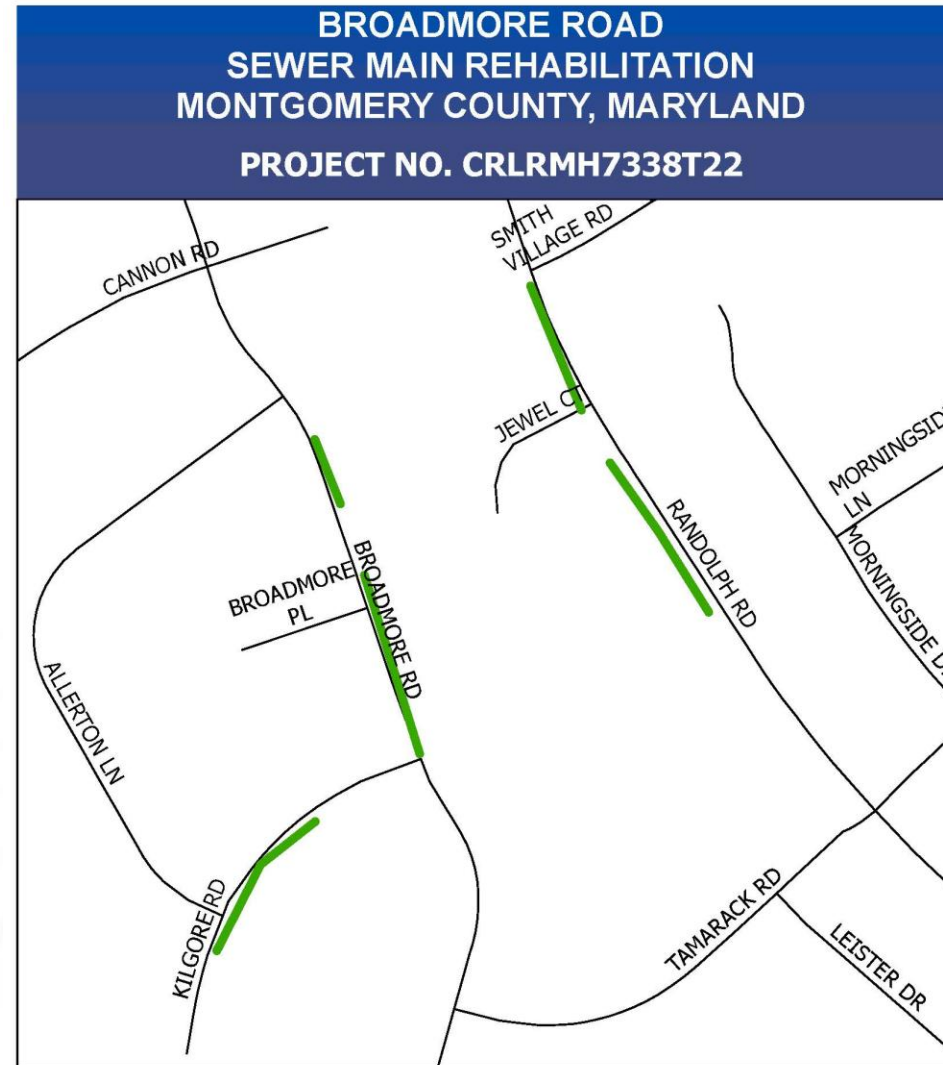 BROADMORE ROAD
SEWER MAIN REHABILITATION
MONTGOMERY COUNTY, MARYLAND
PROJECT NO. CRLRMH7338T22
SMITH
VILLAGE RD
CANNON RD
JEWEL CT
MORNINGSIDE
LN
RANDOLPH RD
MORNINGSIDE D
BROADMORE
PL
BROADMORE RD
ALLERTON LN
KILGORE RD
TAMARACK RD
LEISTER DR